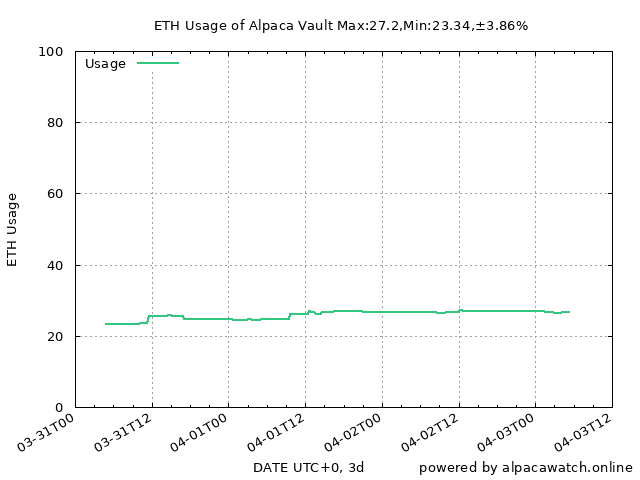 ETH Usage of Alpaca Vault Max:27.2,Min:23.34,±3.86%
Usage
ETH Usage
100
80
60
40
20
0
03-31T00
03-31T12
04-01T00
04-01T12
04-02T00
04-02T12
04-03T00
04-03T12
DATE UTC+0, 3d
powered by alpacawatch.online